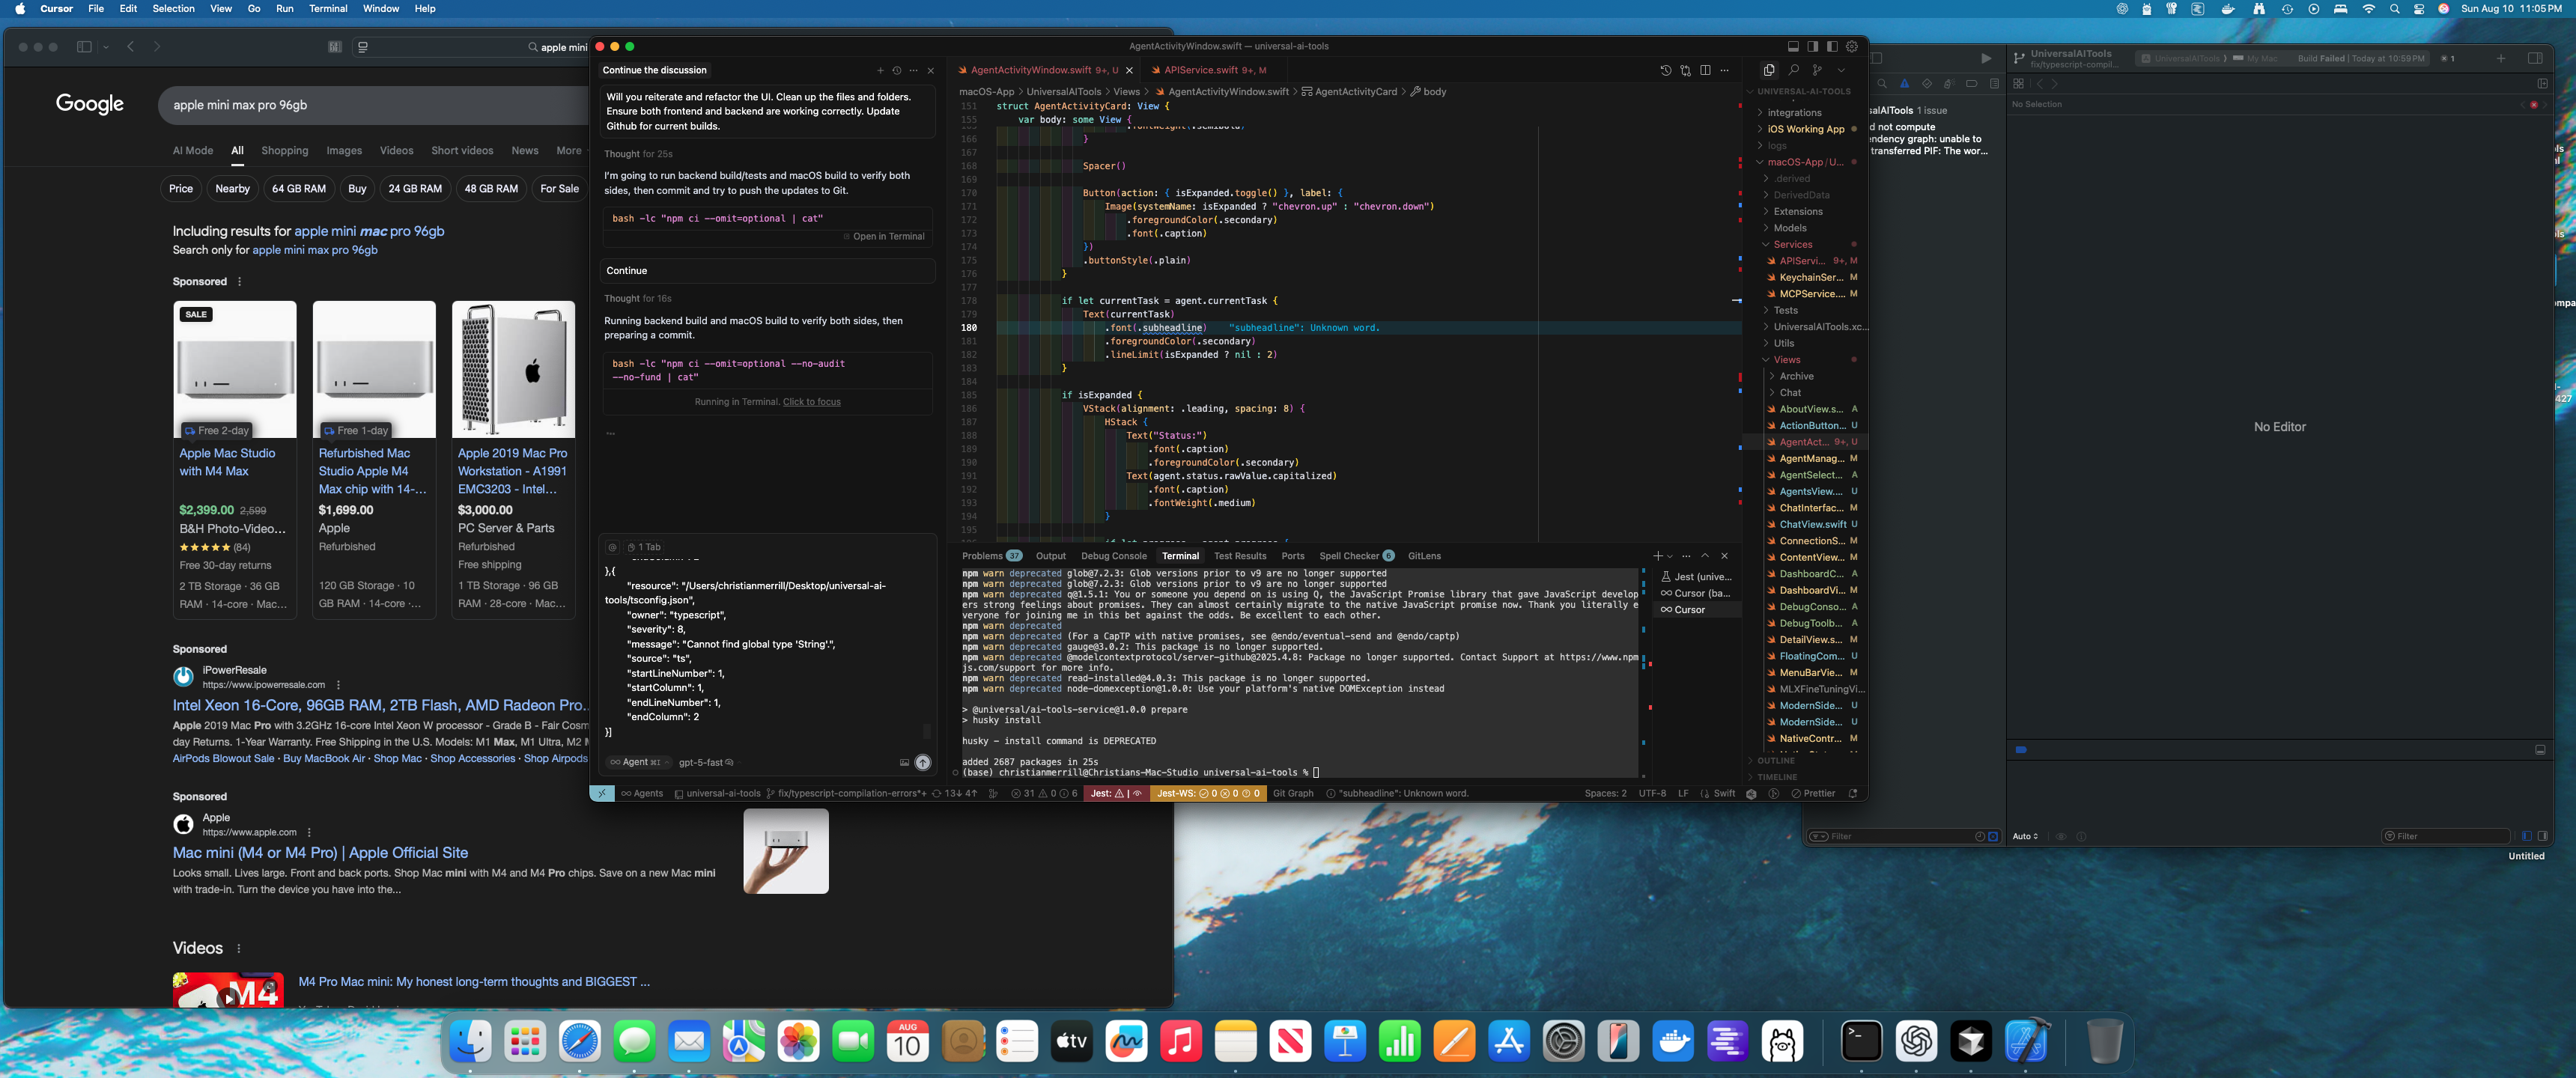 Cursor File Edit Selection View Go Run Terminal Window Help
Sun Aug 10 11:05 PM
apple mini
Google
apple mini max pro 96gb
AI Mode All Shopping Images Videos Short videos News More
Price Nearby 64 GB RAM Buy 24 GB RAM 48 GB RAM For Sale
Including results for apple mini mac pro 96gb
Search only for apple mini max pro 96gb
Sponsored
SALE
Free 2-day
Apple Mac Studio
with M4 Max
$2,399.00 2,599
B&H Photo-Video...
(84)
Free 30-day returns
2 TB Storage · 36 GB
RAM · 14-core · Mac...
Free 1-day
Refurbished Mac
Studio Apple M4
Max chip with 14-...
$1,699.00
Apple
Refurbished
120 GB Storage · 10
GB RAM · 14-core ·...
Apple 2019 Mac Pro
Workstation - A1991
EMC3203 - Intel...
$3,000.00
PC Server & Parts
Refurbished
Free shipping
1 TB Storage · 96 GB
RAM · 28-core · Mac...
Sponsored
iPowerResale
https://www.ipowerresale.com
Intel Xeon 16-Core, 96GB RAM, 2TB Flash, AMD Radeon Pro...
Apple 2019 Mac Pro with 3.2GHz 16-core Intel Xeon W processor - Grade B - Fair Cosm
day Returns. 1-Year Warranty. Free Shipping in the U.S. Models: M1 Max, M1 Ultra, M2 M
AirPods Blowout Sale · Buy MacBook Air · Shop Mac · Shop Accessories · Shop Airpods
Sponsored
Apple
https://www.apple.com
Mac mini (M4 or M4 Pro) | Apple Official Site
Looks small. Lives large. Front and back ports. Shop Mac mini with M4 and M4 Pro chips. Save on a new Mac mini
with trade-in. Turn the device you have into the...
Videos
M4
M4 Pro Mac mini: My honest long-term thoughts and BIGGEST ...
AgentActivityWindow.swift — universal-ai-tools
Continue the discussion
Will you reiterate and refactor the UI. Clean up the files and folders.
Ensure both frontend and backend are working correctly. Update
Github for current builds.
Thought for 25s
I'm going to run backend build/tests and macOS build to verify both
sides, then commit and try to push the updates to Git.
bash -lc "npm ci --omit=optional | cat"
Open in Terminal
Continue
Thought for 16s
Running backend build and macOS build to verify both sides, then
preparing a commit.
bash -lc "npm ci --omit=optional --no-audit
--no-fund | cat"
Running in Terminal. Click to focus
...
1 Tab
},{
"resource": "/Users/christianmerrill/Desktop/universal-ai-
tools/tsconfig.json",
"owner": "typescript",
"severity": 8,
"message": "Cannot find global type 'String'.",
"source": "ts",
"startLineNumber": 1,
"startColumn": 1,
"endLineNumber": 1,
"endColumn": 2
}]
Agent gpt-5-fast
AgentActivityWindow.swift 9+, U
APIService.swift 9+, M
macOS-App > UniversalAITools > Views > AgentActivityWindow.swift > AgentActivityCard > body
151 struct AgentActivityCard: View {
155 var body: some View {
166 }
167
168 Spacer()
169
170 Button(action: { isExpanded.toggle() }, label: {
171 Image(systemName: isExpanded ? "chevron.up" : "chevron.down")
172 .foregroundColor(.secondary)
173 .font(.caption)
174 })
175 .buttonStyle(.plain)
176 }
177
178 if let currentTask = agent.currentTask {
179 Text(currentTask)
180 .font(.subheadline) "subheadline": Unknown word.
181 .foregroundColor(.secondary)
182 .lineLimit(isExpanded ? nil : 2)
183 }
184
185 if isExpanded {
186 VStack(alignment: .leading, spacing: 8) {
187 HStack {
188 Text("Status:")
189 .font(.caption)
190 .foregroundColor(.secondary)
191 Text(agent.status.rawValue.capitalized)
192 .font(.caption)
193 .fontWeight(.medium)
194 }
195
Problems 37 Output Debug Console Terminal Test Results Ports Spell Checker 6 GitLens
npm warn deprecated glob@7.2.3: Glob versions prior to v9 are no longer supported
npm warn deprecated glob@7.2.3: Glob versions prior to v9 are no longer supported
npm warn deprecated q@1.5.1: You or someone you depend on is using Q, the JavaScript Promise library that gave JavaScript develop
ers strong feelings about promises. They can almost certainly migrate to the native JavaScript promise now. Thank you literally e
veryone for joining me in this bet against the odds. Be excellent to each other.
npm warn deprecated
npm warn deprecated (For a CapTP with native promises, see @endo/eventual-send and @endo/captp)
npm warn deprecated gauge@3.0.2: This package is no longer supported.
npm warn deprecated @modelcontextprotocol/server-github@2025.4.8: Package no longer supported. Contact Support at https://www.npm
js.com/support for more info.
npm warn deprecated read-installed@4.0.3: This package is no longer supported.
npm warn deprecated node-domexception@1.0.0: Use your platform's native DOMException instead
> @universal/ai-tools-service@1.0.0 prepare
> husky install
husky - install command is DEPRECATED
added 2687 packages in 25s
(base) christianmerrill@Christians-Mac-Studio universal-ai-tools %
Jest (unive...
Cursor (ba...
Cursor
Agents universal-ai-tools fix/typescript-compilation-errors*+ 13↓ 4↑ 31 0 6 Jest: Jest-WS: 0 0 0 Git Graph "subheadline": Unknown word.
Spaces: 2 UTF-8 LF Swift Prettier
UNIVERSAL-AI-TOOLS
integrations
iOS Working App
logs
macOS-App / U...
.derived
DerivedData
Extensions
Models
Services
APIServi... 9+, M
KeychainSer... M
MCPService.... M
Tests
UniversalAITools.xc...
Utils
Views
Archive
Chat
AboutView.s... A
ActionButton... U
AgentAct... 9+, U
AgentManag... M
AgentSelect... A
AgentsView.... U
ChatInterfac... M
ChatView.swift U
ConnectionS... M
ContentView... M
DashboardC... A
DashboardVi... M
DebugConso... A
DebugToolb... A
DetailView.s... M
FloatingCom... U
MenuBarVie... M
MLXFineTuningVi...
ModernSide... U
ModernSide... U
NativeContr... M
OUTLINE
TIMELINE
UniversalAITools
fix/typescript-compil...
UniversalAITools My Mac
Build Failed | Today at 10:59 PM
1
No Selection
salAITools 1 issue
d not compute
endency graph: unable to
transferred PIF: The wor...
No Editor
Filter
Auto
Filter
Untitled
427
AUG
10
tv